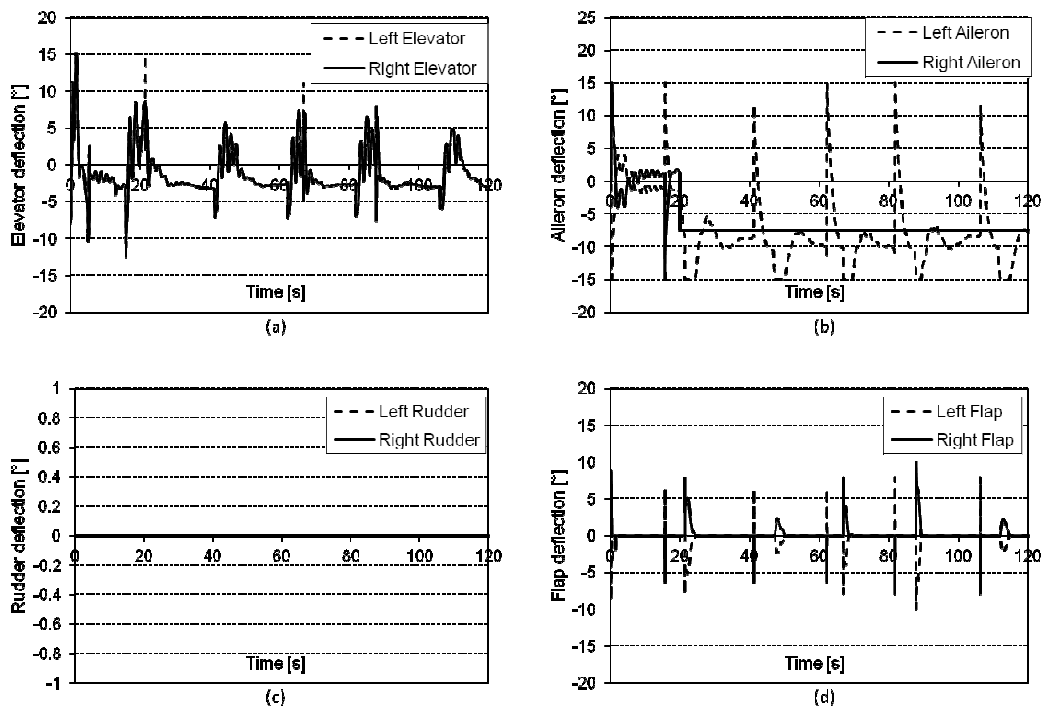 20
15
10
5
0
-5
-10
-15
-20
0 20 40 60 80 100 120
Elevator deflection [°]
Time [s]
Left Elevator
Right Elevator
(a)
25
20
15
10
5
0
-5
-10
-15
-20
0 20 40 60 80 100 120
Aileron deflection [°]
Time [s]
Left Aileron
Right Aileron
(b)
1
0.8
0.6
0.4
0.2
0
-0.2
-0.4
-0.6
-0.8
-1
0 20 40 60 80 100 120
Rudder deflection [°]
Time [s]
Left Rudder
Right Rudder
(c)
20
15
10
5
0
-5
-10
-15
-20
0 20 40 60 80 100 120
Flap deflection [°]
Time [s]
Left Flap
Right Flap
(d)